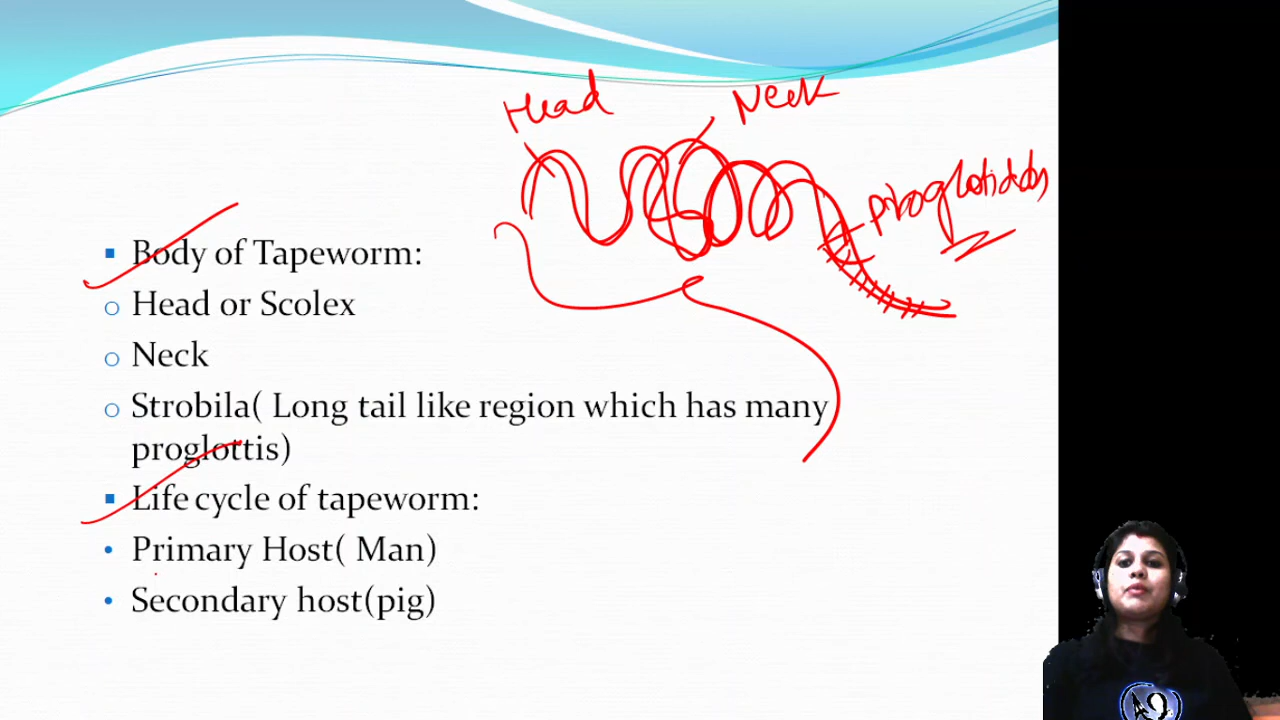 Head
Neck
proglotidds
Body of Tapeworm:
Head or Scolex
Neck
Strobila( Long tail like region which has many
proglottis)
Life cycle of tapeworm:
Primary Host( Man)
Secondary host(pig)